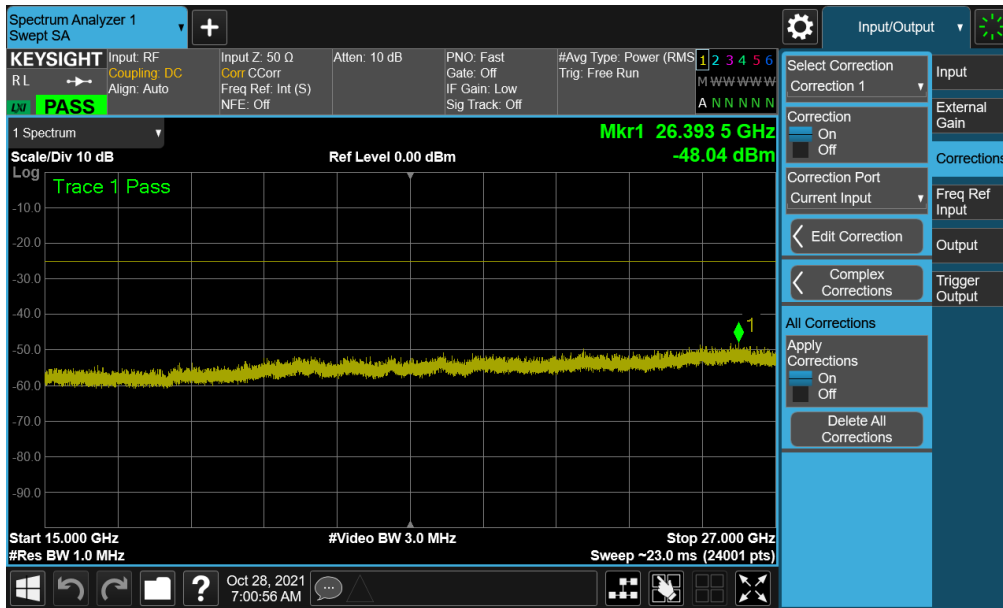 Spectrum Analyzer 1
Swept SA
+
Input/Output
KEYSIGHT
R L
LXI PASS
Input: RF
Coupling: DC
Align: Auto
Input Z: 50 Ω
Corr CCorr
Freq Ref: Int (S)
NFE: Off
Atten: 10 dB
PNO: Fast
Gate: Off
IF Gain: Low
Sig Track: Off
#Avg Type: Power (RMS
Trig: Free Run
1 2 3 4 5 6
M W W W W W
A N N N N N
1 Spectrum
Mkr1 26.393 5 GHz
Scale/Div 10 dB
Ref Level 0.00 dBm
-48.04 dBm
Log
Trace 1 Pass
-10.0
-20.0
-30.0
-40.0
1
-50.0
-60.0
-70.0
-80.0
-90.0
Start 15.000 GHz
#Video BW 3.0 MHz
Stop 27.000 GHz
#Res BW 1.0 MHz
Sweep ~23.0 ms (24001 pts)
Select Correction
Correction 1
Correction
On
Off
Correction Port
Current Input
Edit Correction
Complex
Corrections
All Corrections
Apply
Corrections
On
Off
Delete All
Corrections
Input
External
Gain
Corrections
Freq Ref
Input
Output
Trigger
Output
?
Oct 28, 2021
7:00:56 AM